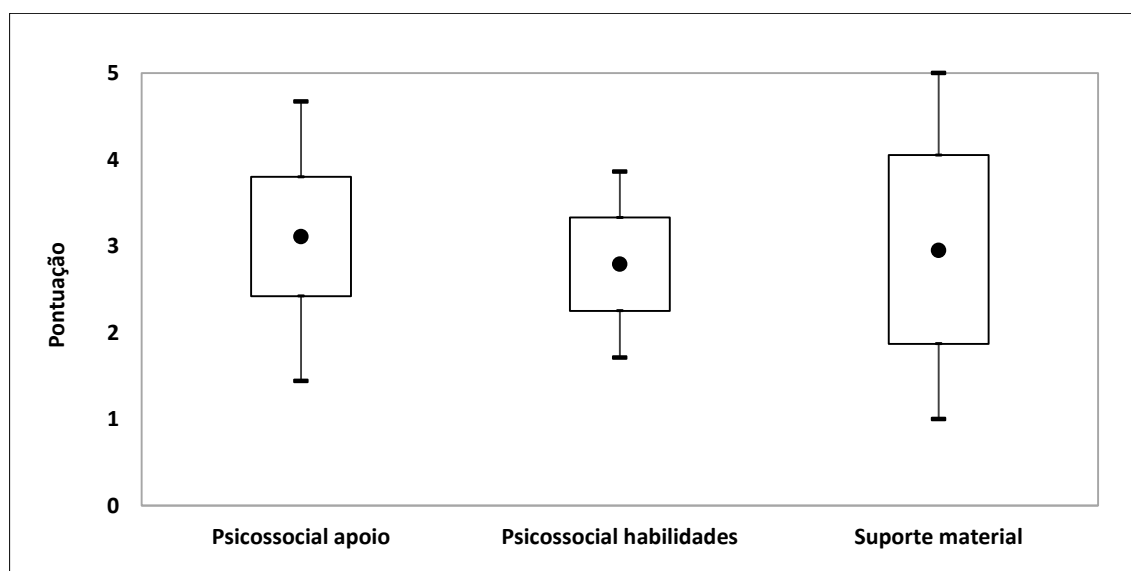 5
4
3
2
1
0
Pontuação
Psicossocial apoio
Psicossocial habilidades
Suporte material